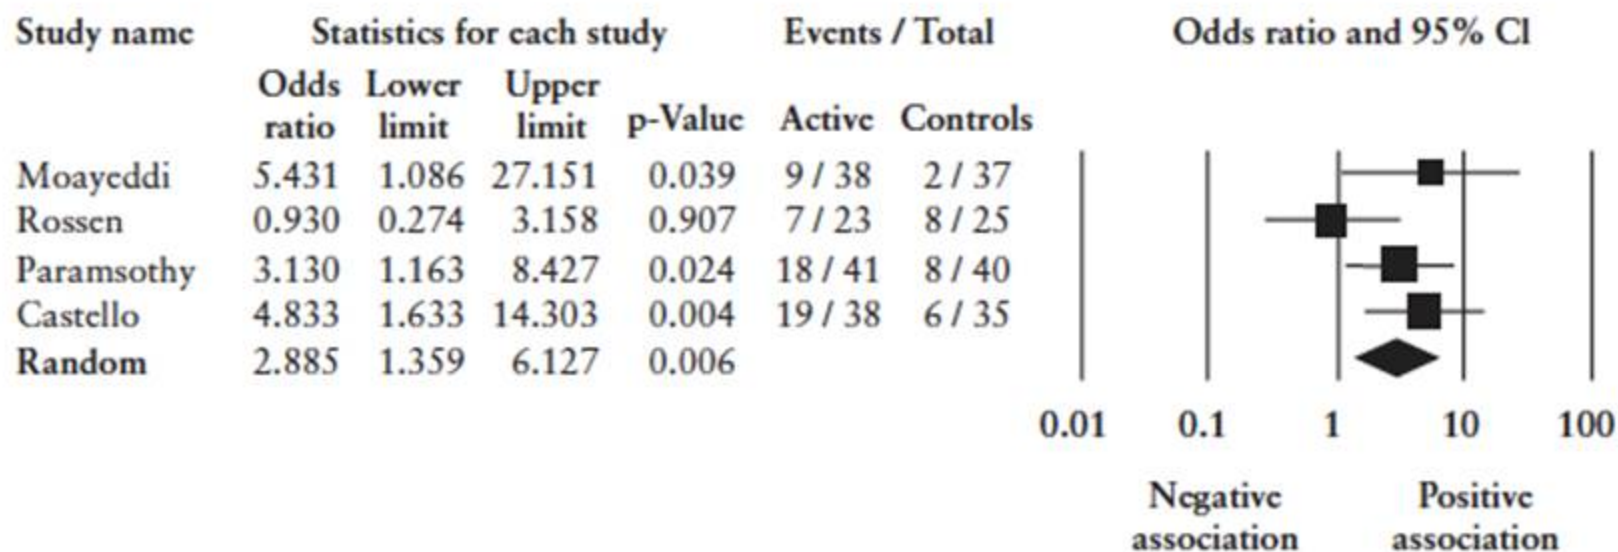 Study name Statistics for each study Events / Total Odds ratio and 95% CI
Odds ratio Lower limit Upper limit p-Value Active Controls
Moayeddi 5.431 1.086 27.151 0.039 9 / 38 2 / 37
Rossen 0.930 0.274 3.158 0.907 7 / 23 8 / 25
Paramsothy 3.130 1.163 8.427 0.024 18 / 41 8 / 40
Castello 4.833 1.633 14.303 0.004 19 / 38 6 / 35
Random 2.885 1.359 6.127 0.006
0.01 0.1 1 10 100
Negative association Positive association